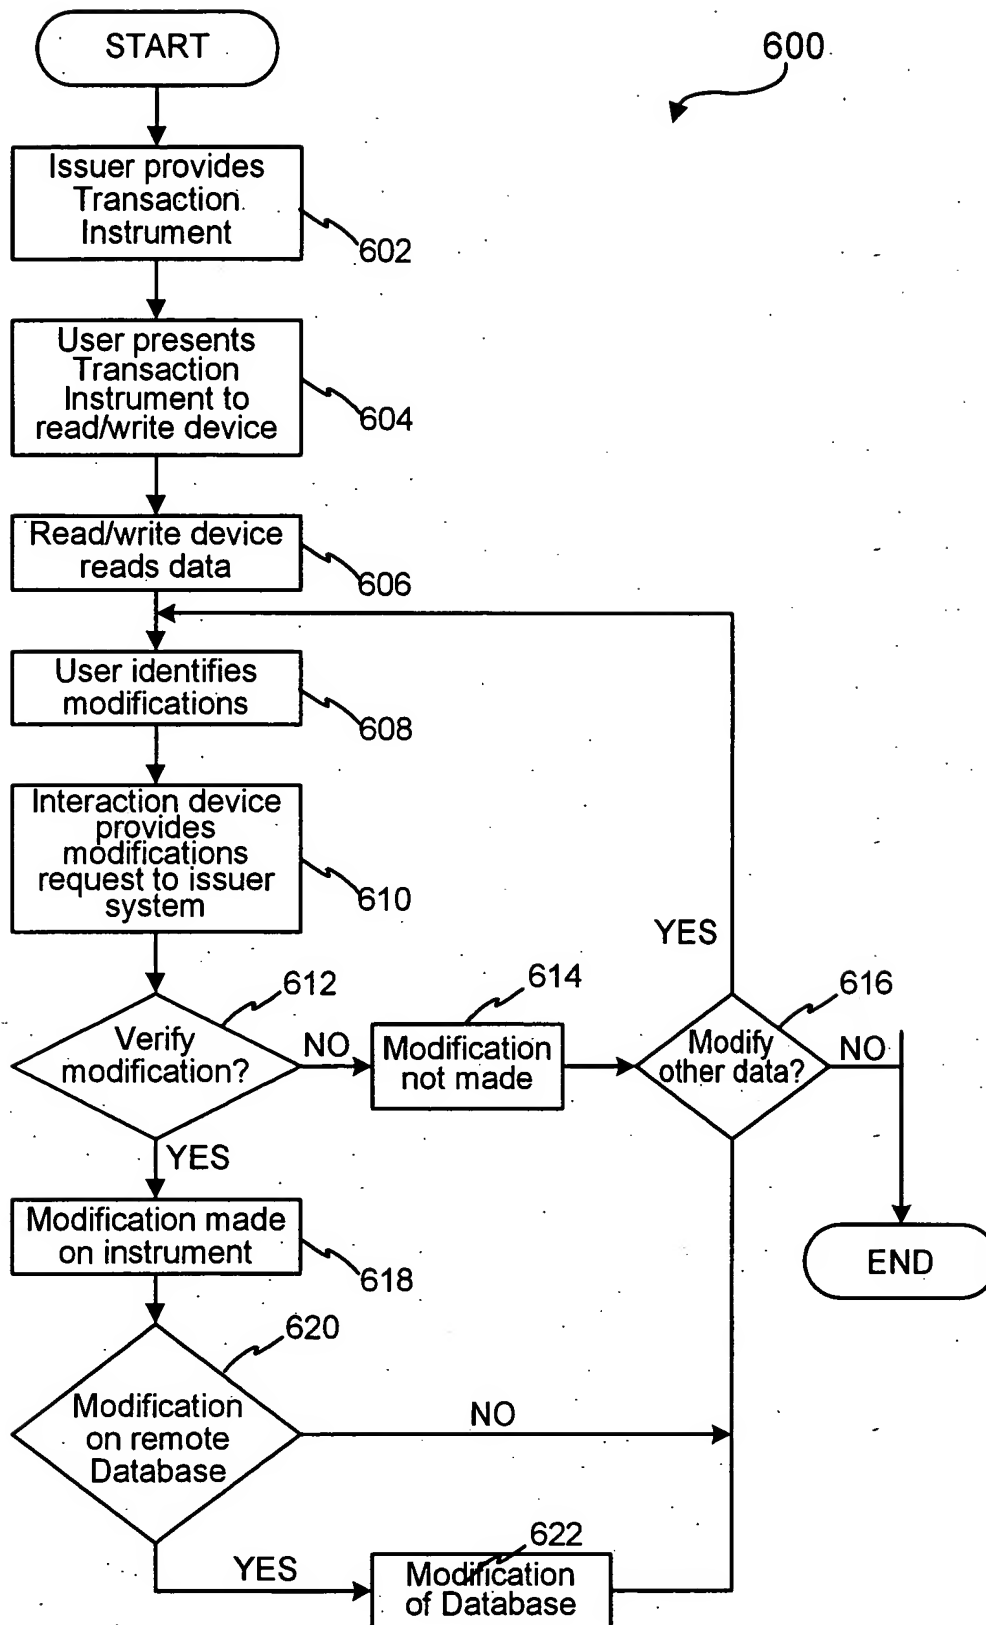 START
600
Issuer provides
Transaction
Instrument
602
User presents
Transaction
Instrument to
read/write device
604
Read/write device
reads data
606
User identifies
modifications
608
Interaction device
provides
modifications
request to issuer
system
610
YES
612
614
616
Verify
modification?
NO
Modification
not made
Modify
other data?
NO
YES
Modification made
on instrument
618
END
620
Modification
on remote
Database
NO
622
YES
Modification
of Database